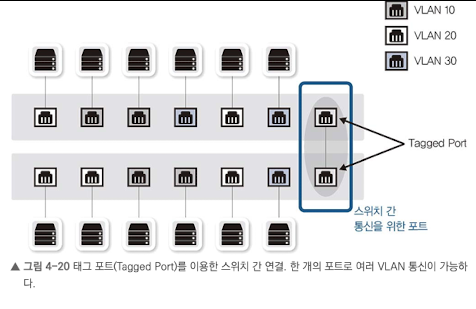 VLAN 10
VLAN 20
VLAN 30
Tagged Port
스위치 간
통신을 위한 포트
▲ 그림 4-20 태그 포트(Tagged Port)를 이용한 스위치 간 연결. 한 개의 포트로 여러 VLAN 통신이 가능하
다.